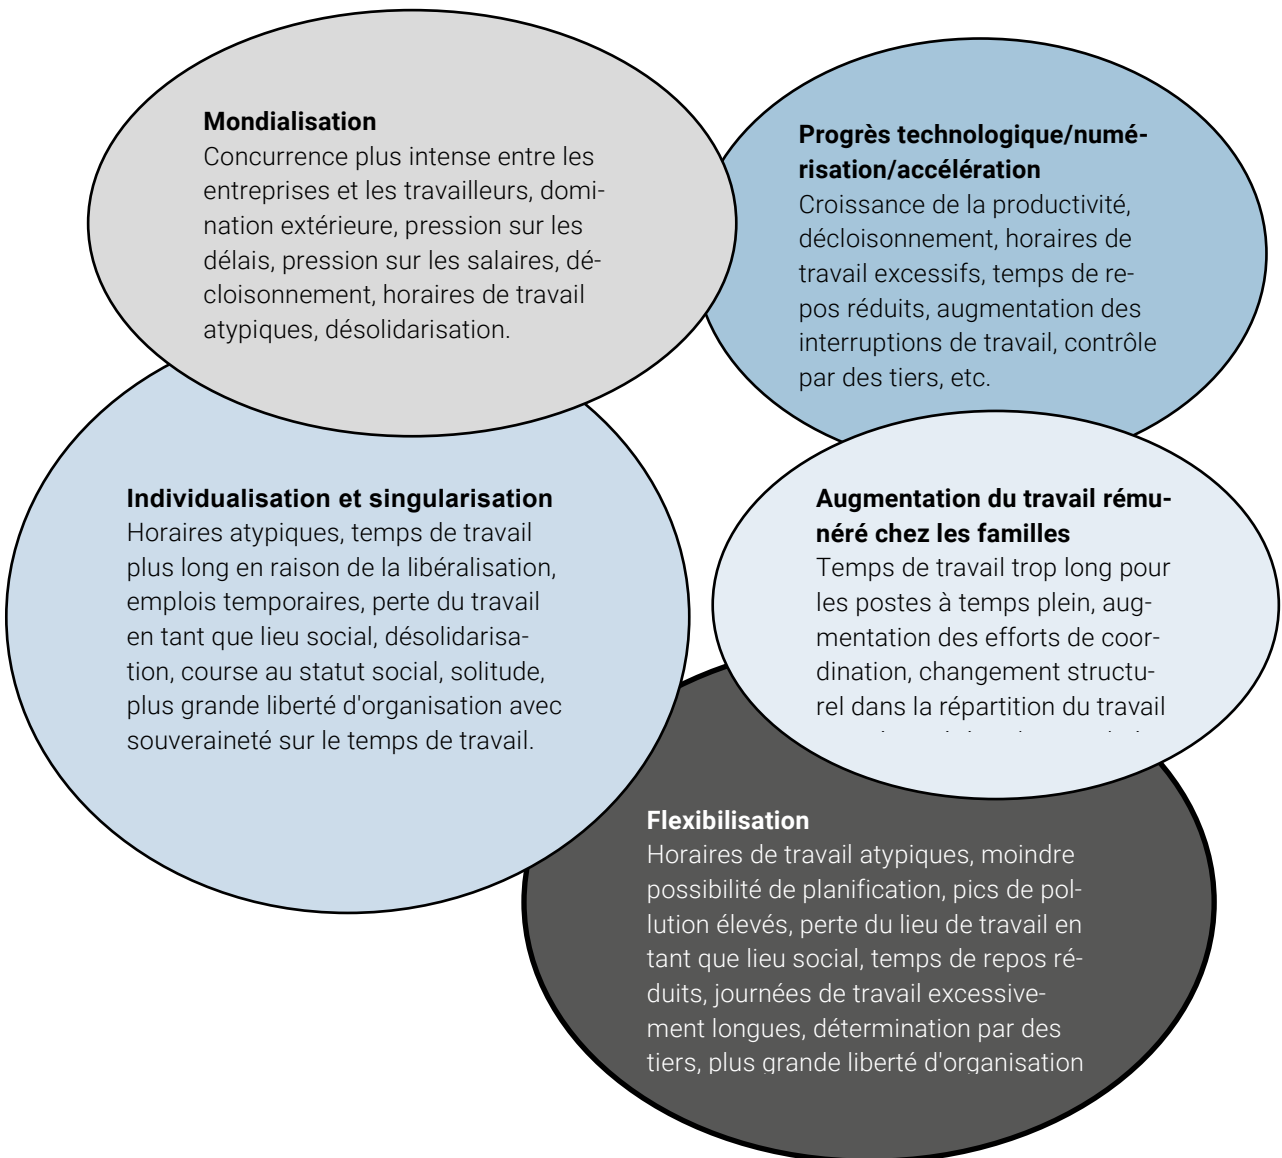 Mondialisation
Concurrence plus intense entre les
entreprises et les travailleurs, domi-
nation extérieure, pression sur les
délais, pression sur les salaires, dé-
cloisonnement, horaires de travail
atypiques, désolidarisation.
Progrès technologique/numé-
risation/accélération
Croissance de la productivité,
décloisonnement, horaires de
travail excessifs, temps de re-
pos réduits, augmentation des
interruptions de travail, contrôle
par des tiers, etc.
Individualisation et singularisation
Horaires atypiques, temps de travail
plus long en raison de la libéralisation,
emplois temporaires, perte du travail
en tant que lieu social, désolidarisa-
tion, course au statut social, solitude,
plus grande liberté d'organisation avec
souveraineté sur le temps de travail.
Augmentation du travail rému-
néré chez les familles
Temps de travail trop long pour
les postes à temps plein, aug-
mentation des efforts de coor-
dination, changement structu-
rel dans la répartition du travail
Flexibilisation
Horaires de travail atypiques, moindre
possibilité de planification, pics de pol-
lution élevés, perte du lieu de travail en
tant que lieu social, temps de repos ré-
duits, journées de travail excessive-
ment longues, détermination par des
tiers, plus grande liberté d'organisation